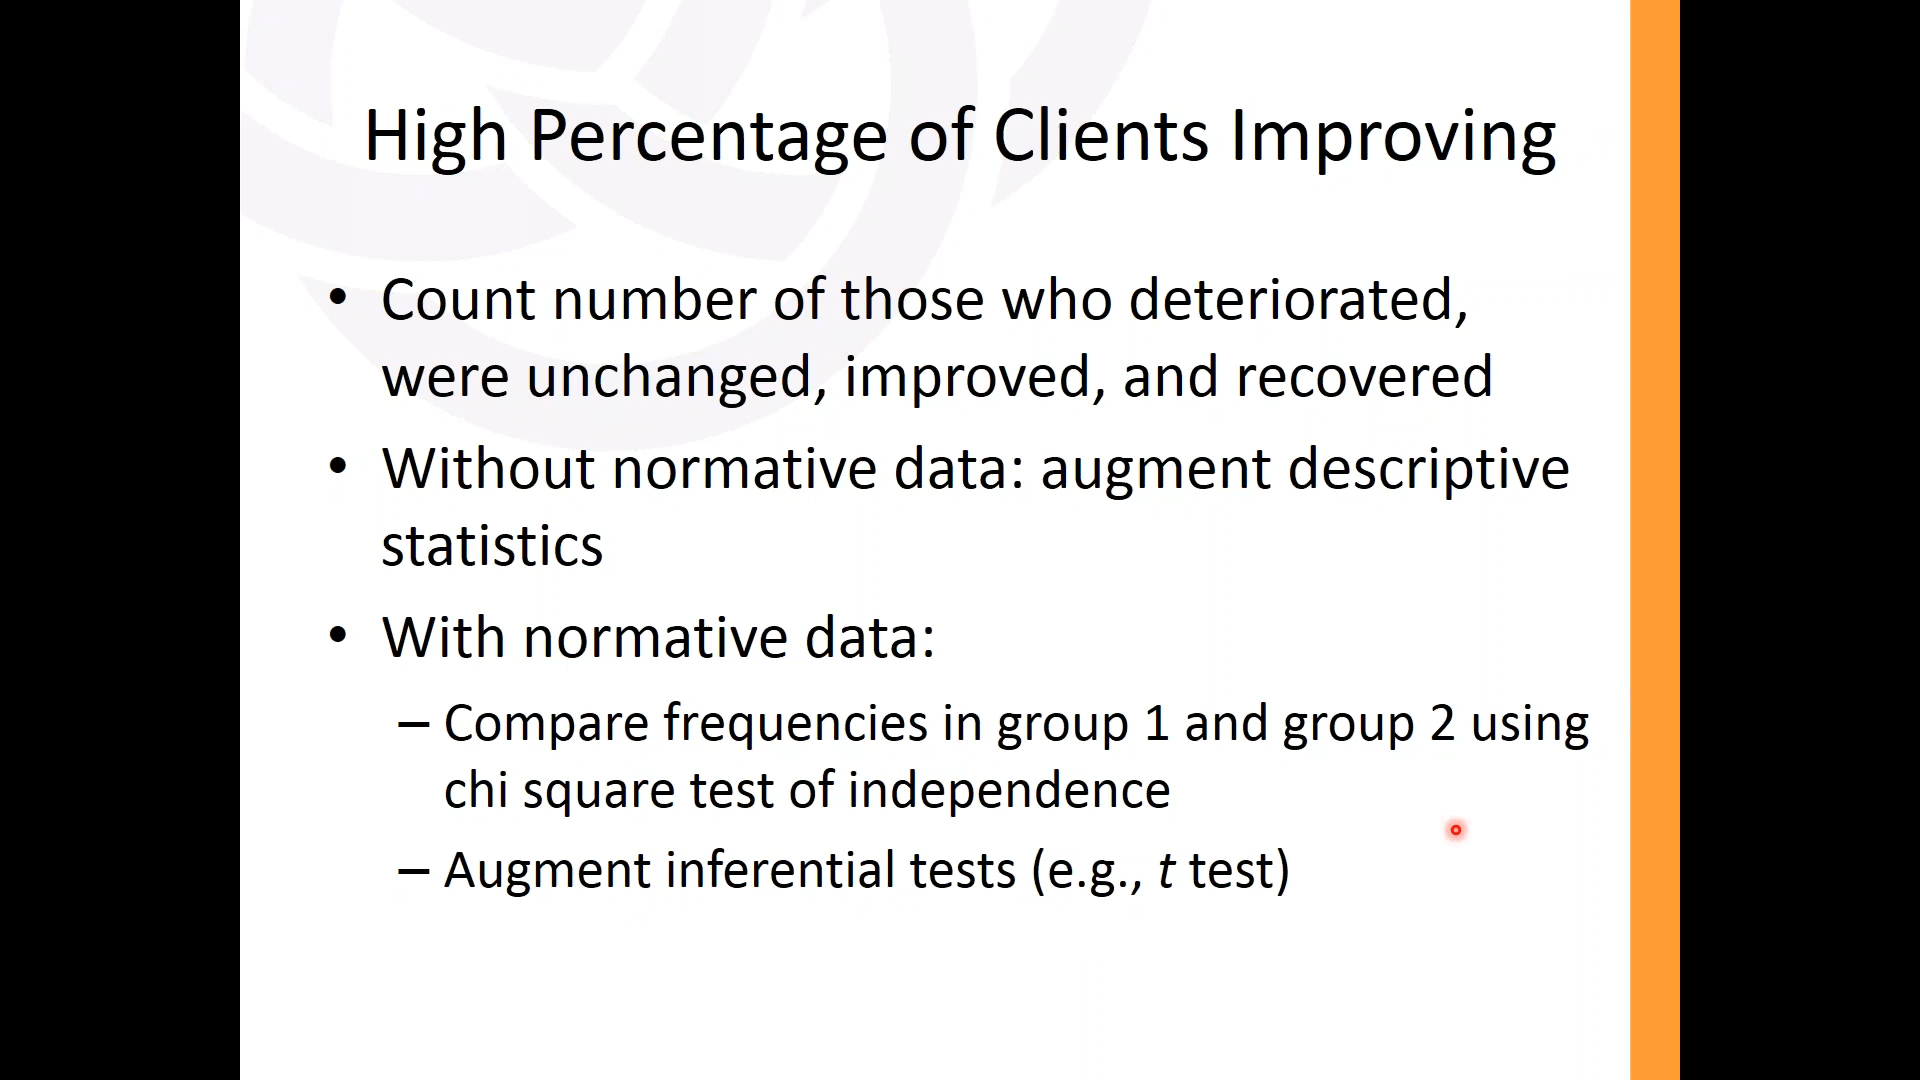 High Percentage of Clients Improving
• Count number of those who deteriorated,
were unchanged, improved, and recovered
• Without normative data: augment descriptive
statistics
• With normative data:
– Compare frequencies in group 1 and group 2 using
chi square test of independence
– Augment inferential tests (e.g., t test)